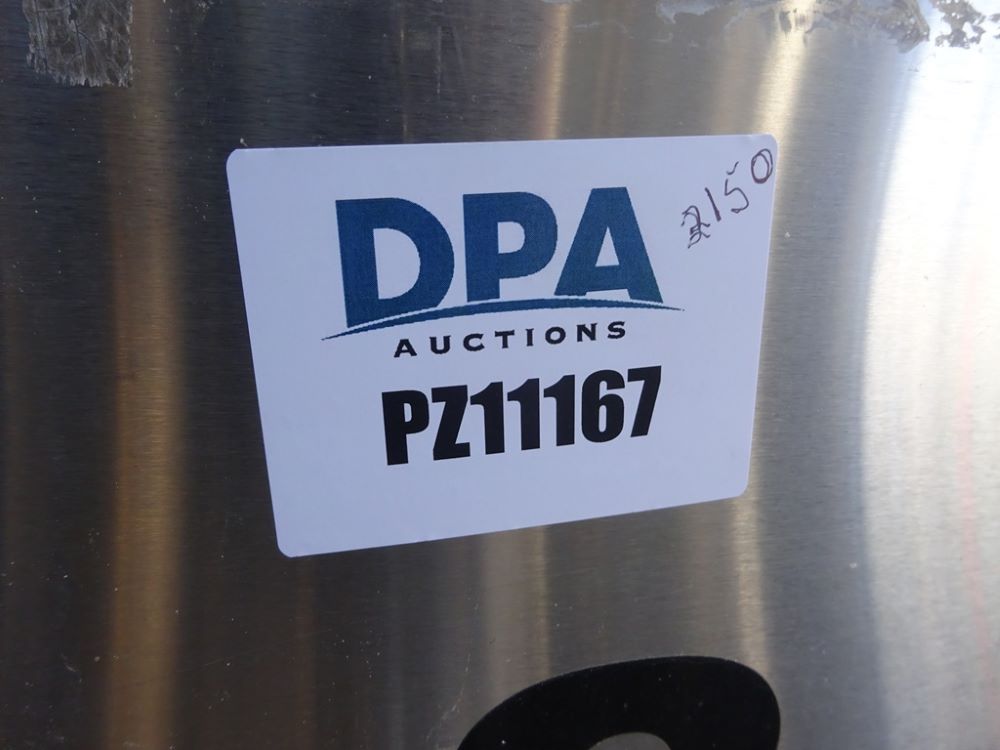 DPA
AUCTIONS
PZ11167
2150